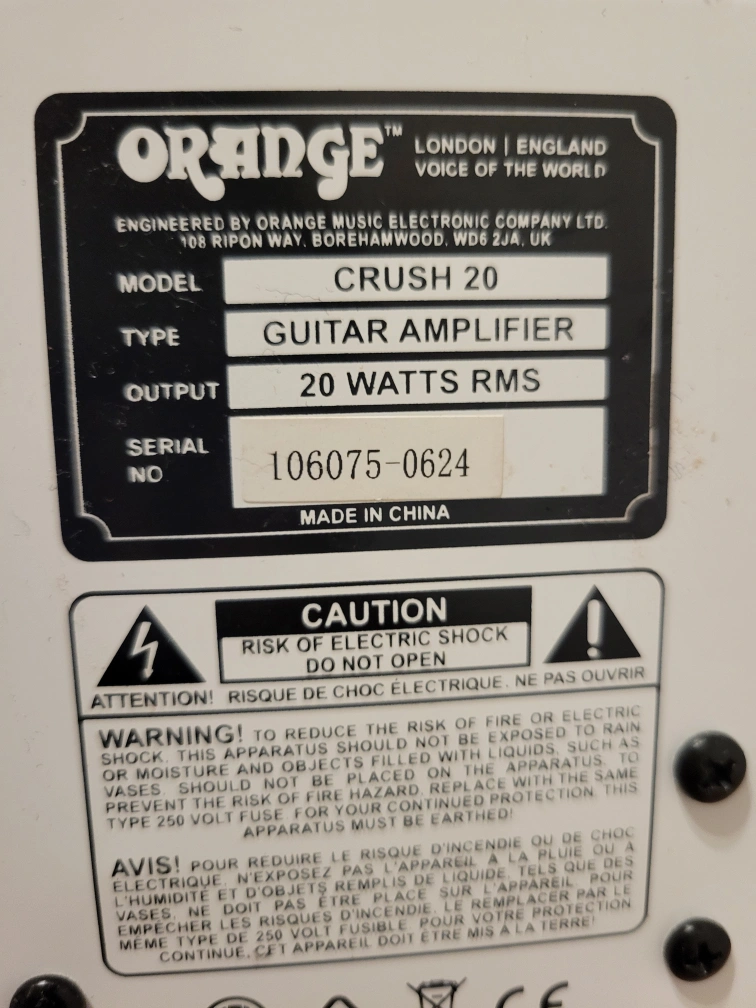 ORANGE™
LONDON | ENGLAND
VOICE OF THE WORLD
ENGINEERED BY ORANGE MUSIC ELECTRONIC COMPANY LTD.
108 RIPON WAY, BOREHAMWOOD, WD6 2JA, UK
MODEL CRUSH 20
TYPE GUITAR AMPLIFIER
OUTPUT 20 WATTS RMS
SERIAL
NO 106075-0624
MADE IN CHINA
CAUTION
RISK OF ELECTRIC SHOCK
DO NOT OPEN
ATTENTION! RISQUE DE CHOC ÉLECTRIQUE. NE PAS OUVRIR
WARNING! TO REDUCE THE RISK OF FIRE OR ELECTRIC
SHOCK, THIS APPARATUS SHOULD NOT BE EXPOSED TO RAIN
OR MOISTURE AND OBJECTS FILLED WITH LIQUIDS, SUCH AS
VASES, SHOULD NOT BE PLACED ON THE APPARATUS. TO
PREVENT THE RISK OF FIRE HAZARD, REPLACE WITH THE SAME
TYPE 250 VOLT FUSE. FOR YOUR CONTINUED PROTECTION, THIS
APPARATUS MUST BE EARTHED!
AVIS! POUR REDUIRE LE RISQUE D'INCENDIE OU DE CHOC
ELECTRIQUE, N'EXPOSEZ PAS L'APPAREIL A LA PLUIE OU A
L'HUMIDITÉ ET D'OBJETS REMPLIS DE LIQUIDE, TELS QUE DES
VASES, NE DOIT PAS ÊTRE PLACE SUR L'APPAREIL. POUR
EMPÊCHER LES RISQUES D'INCENDIE, LE REMPLACER PAR LE
MÊME TYPE DE 250 VOLT FUSIBLE. POUR VOTRE PROTECTION
CONTINUE, CET APPAREIL DOIT ÊTRE MIS À LA TERRE!
CE